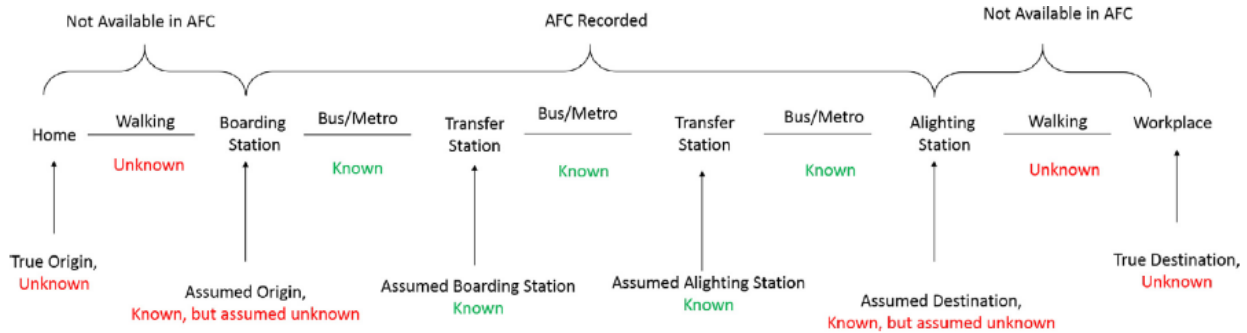 Not Available in AFC
AFC Recorded
Not Available in AFC
Home
Walking
Unknown
Boarding
Station
Bus/Metro
Known
Transfer
Station
Bus/Metro
Known
Transfer
Station
Bus/Metro
Known
Alighting
Station
Walking
Unknown
Workplace
True Origin,
Unknown
Assumed Origin,
Known, but assumed unknown
Assumed Boarding Station
Known
Assumed Alighting Station
Known
Assumed Destination,
Known, but assumed unknown
True Destination,
Unknown